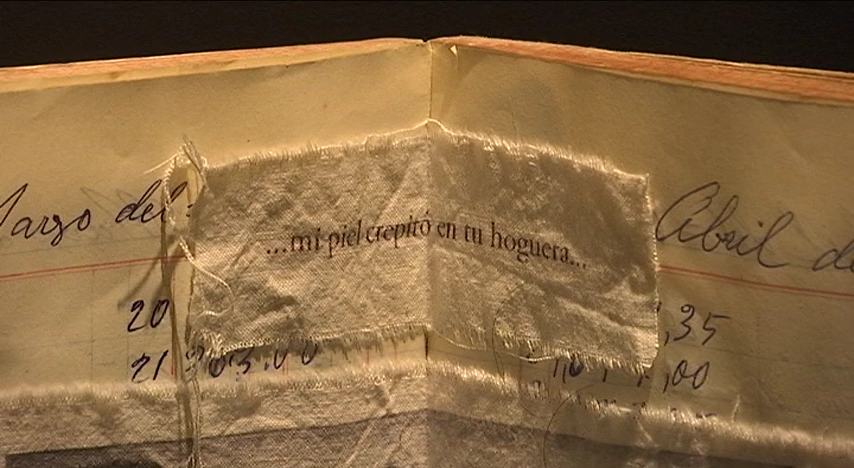 Marzo del
...mi piel crepitó en tu hoguera...
Abril de
20
,35
21
,00